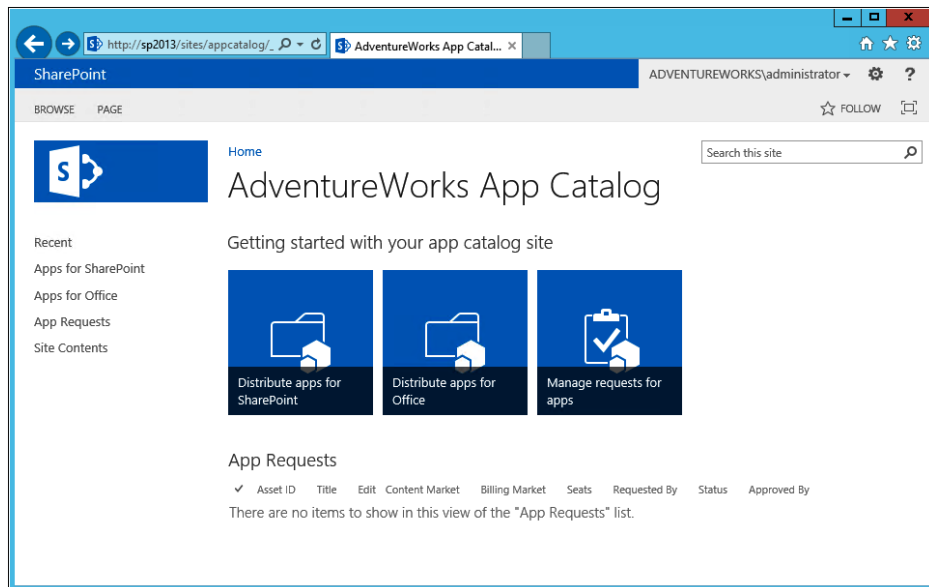 http://sp2013/sites/appcatalog/_
AdventureWorks App Catal...
SharePoint
ADVENTUREWORKS\administrator
?
BROWSE PAGE
FOLLOW
S
Home
Search this site
AdventureWorks App Catalog
Recent
Apps for SharePoint
Apps for Office
App Requests
Site Contents
Getting started with your app catalog site
Distribute apps for
SharePoint
Distribute apps for
Office
Manage requests for
apps
App Requests
Asset ID Title Edit Content Market Billing Market Seats Requested By Status Approved By
There are no items to show in this view of the "App Requests" list.